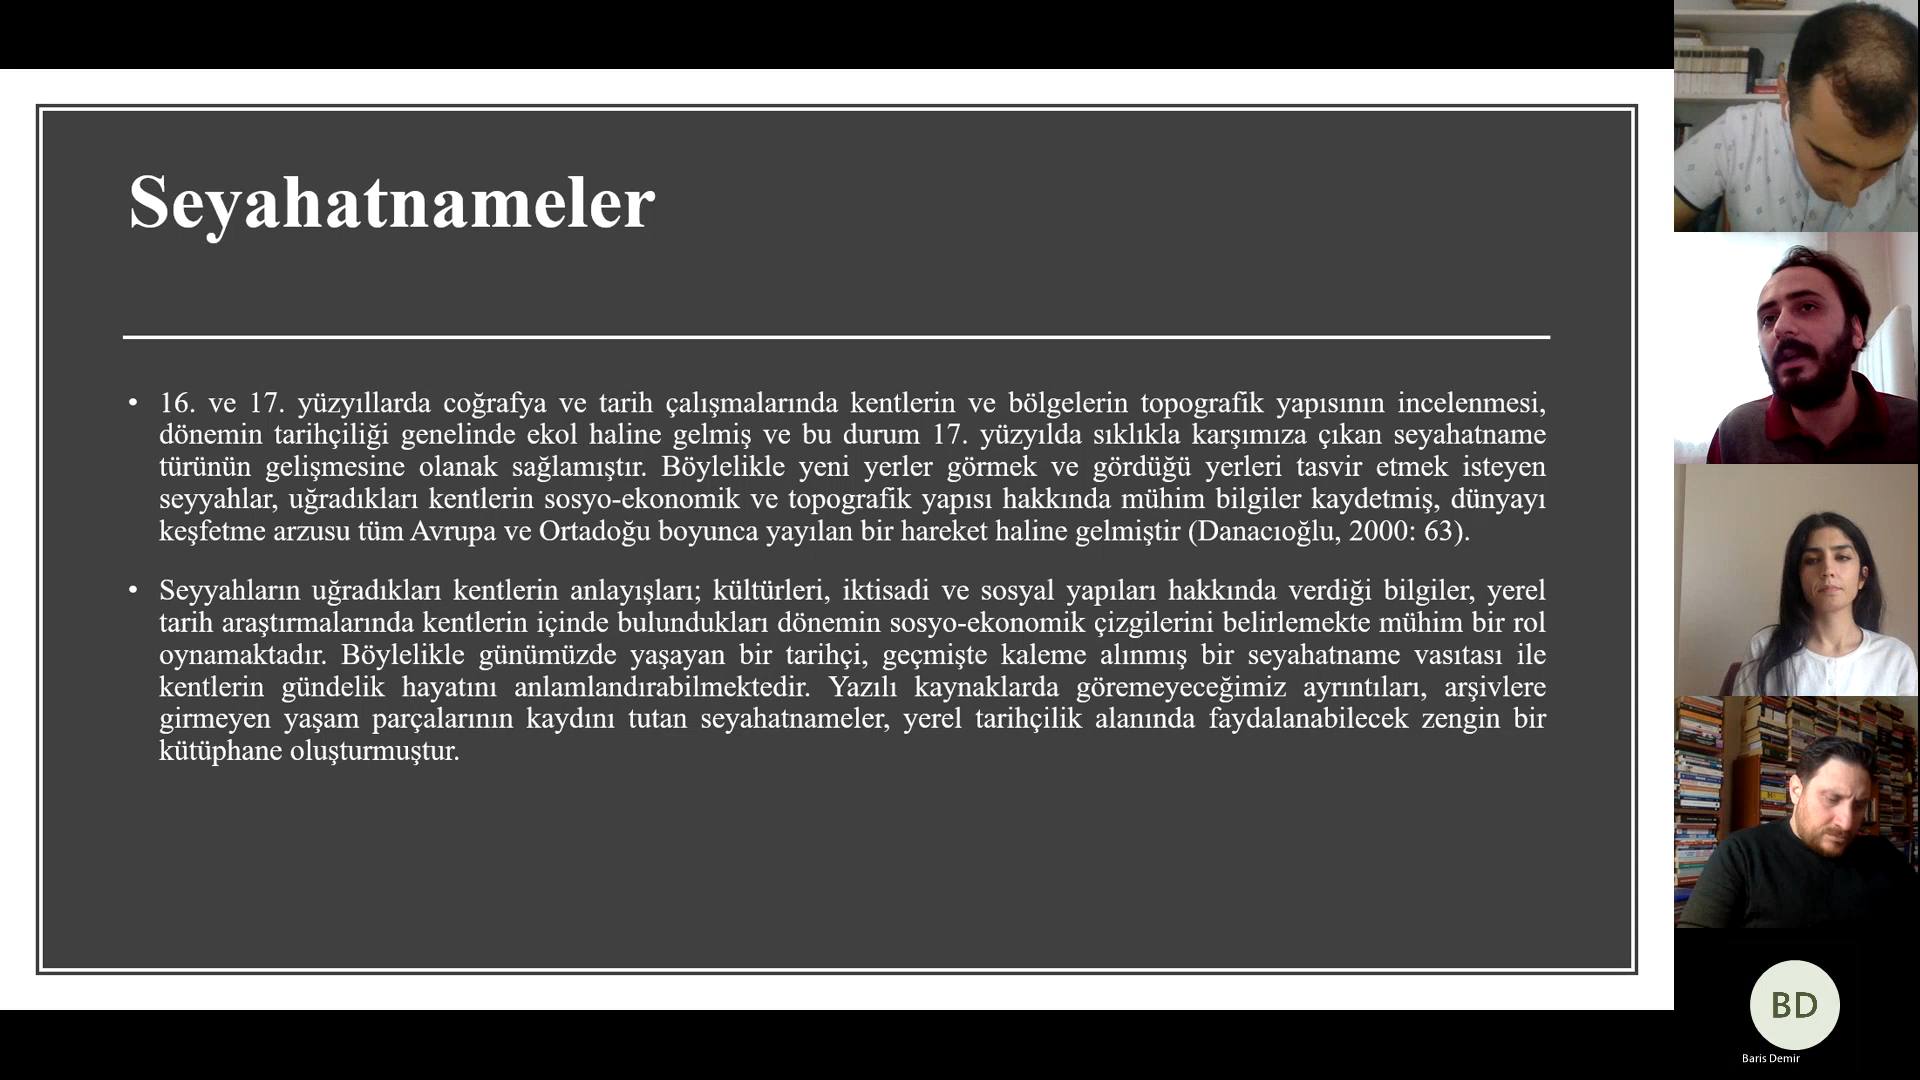 Seyahatnameler
• 16. ve 17. yüzyıllarda coğrafya ve tarih çalışmalarında kentlerin ve bölgelerin topografik yapısının incelenmesi,
dönemin tarihçiliği genelinde ekol haline gelmiş ve bu durum 17. yüzyılda sıklıkla karşımıza çıkan seyahatname
türünün gelişmesine olanak sağlamıştır. Böylelikle yeni yerler görmek ve gördüğü yerleri tasvir etmek isteyen
seyyahlar, uğradıkları kentlerin sosyo-ekonomik ve topografik yapısı hakkında mühim bilgiler kaydetmiş, dünyayı
keşfetme arzusu tüm Avrupa ve Ortadoğu boyunca yayılan bir hareket haline gelmiştir (Danacıoğlu, 2000: 63).
• Seyyahların uğradıkları kentlerin anlayışları; kültürleri, iktisadi ve sosyal yapıları hakkında verdiği bilgiler, yerel
tarih araştırmalarında kentlerin içinde bulundukları dönemin sosyo-ekonomik çizgilerini belirlemekte mühim bir rol
oynamaktadır. Böylelikle günümüzde yaşayan bir tarihçi, geçmişte kaleme alınmış bir seyahatname vasıtası ile
kentlerin gündelik hayatını anlamlandırabilmektedir. Yazılı kaynaklarda göremeyeceğimiz ayrıntıları, arşivlere
girmeyen yaşam parçalarının kaydını tutan seyahatnameler, yerel tarihçilik alanında faydalanabilecek zengin bir
kütüphane oluşturmuştur.
BD
Baris Demir